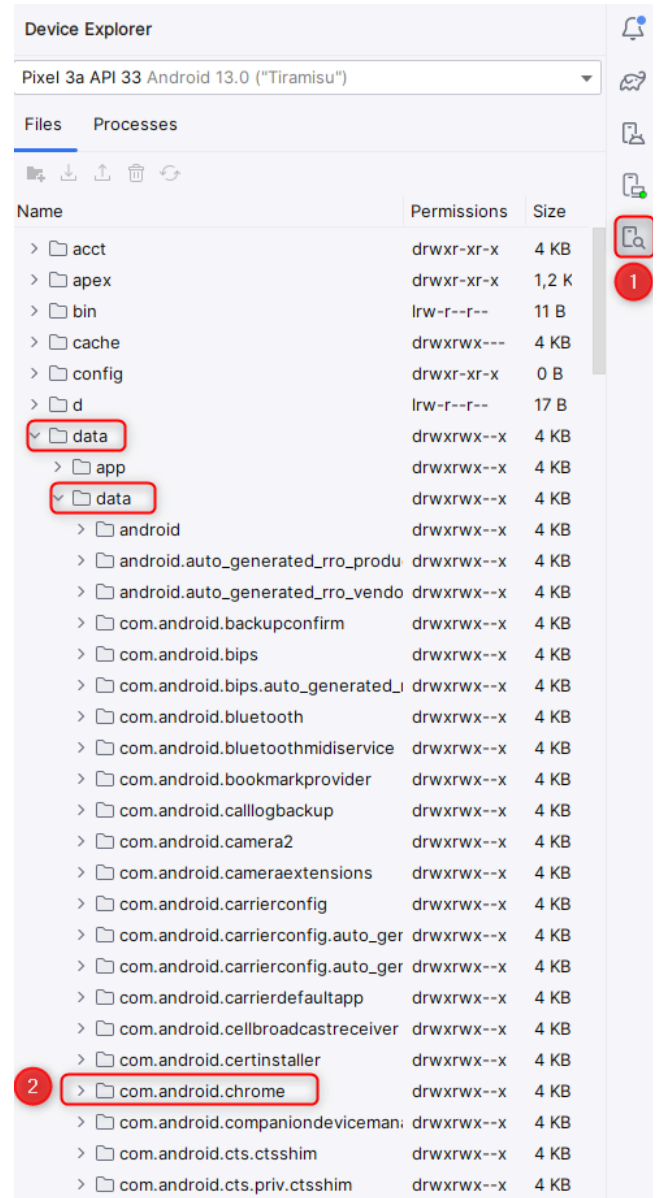 Device Explorer
Pixel 3a API 33 Android 13.0 ("Tiramisu")
Files Processes
Name Permissions Size
acct drwxr-xr-x 4 KB
apex drwxr-xr-x 1,2 K
1
bin lrw-r--r-- 11 B
cache drwxrwx--- 4 KB
config drwxr-xr-x 0 B
d lrw-r--r-- 17 B
data drwxrwx--x 4 KB
app drwxrwx--x 4 KB
data drwxrwx--x 4 KB
android drwxrwx--x 4 KB
android.auto_generated_rro_produ drwxrwx--x 4 KB
android.auto_generated_rro_vendo drwxrwx--x 4 KB
com.android.backupconfirm drwxrwx--x 4 KB
com.android.bips drwxrwx--x 4 KB
com.android.bips.auto_generated_ drwxrwx--x 4 KB
com.android.bluetooth drwxrwx--x 4 KB
com.android.bluetoothmidiservice drwxrwx--x 4 KB
com.android.bookmarkprovider drwxrwx--x 4 KB
com.android.calllogbackup drwxrwx--x 4 KB
com.android.camera2 drwxrwx--x 4 KB
com.android.cameraextensions drwxrwx--x 4 KB
com.android.carrierconfig drwxrwx--x 4 KB
com.android.carrierconfig.auto_ger drwxrwx--x 4 KB
com.android.carrierconfig.auto_ger drwxrwx--x 4 KB
com.android.carrierdefaultapp drwxrwx--x 4 KB
com.android.cellbroadcastreceiver drwxrwx--x 4 KB
com.android.certinstaller drwxrwx--x 4 KB
2 com.android.chrome drwxrwx--x 4 KB
com.android.companiondeviceman drwxrwx--x 4 KB
com.android.cts.ctsshim drwxrwx--x 4 KB
com.android.cts.priv.ctsshim drwxrwx--x 4 KB